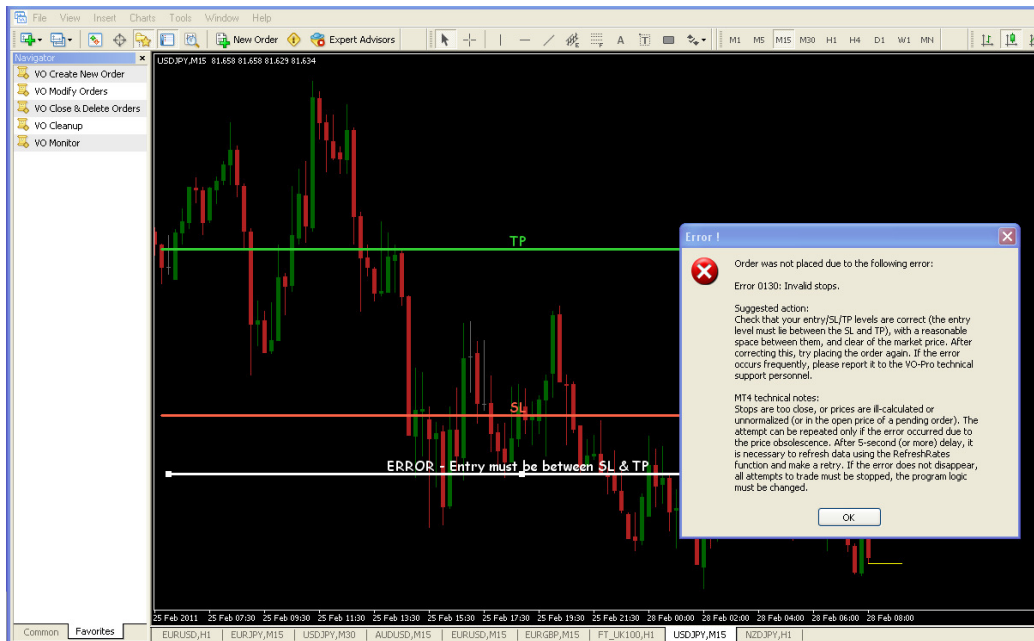 File View Insert Charts Tools Window Help
New Order Expert Advisors A T M1 M5 M15 M30 H1 H4 D1 W1 MN
Navigator
VO Create New Order
VO Modify Orders
VO Close & Delete Orders
VO Cleanup
VO Monitor
Common Favorites
USDJPY,M15 81.658 81.658 81.629 81.634
TP
SL
ERROR - Entry must be between SL & TP
Error !
Order was not placed due to the following error:
Error 0130: Invalid stops.
Suggested action:
Check that your entry/SL/TP levels are correct (the entry
level must lie between the SL and TP), with a reasonable
space between them, and clear of the market price. After
correcting this, try placing the order again. If the error
occurs frequently, please report it to the VO-Pro technical
support personnel.
MT4 technical notes:
Stops are too close, or prices are ill-calculated or
unnormalized (or in the open price of a pending order). The
attempt can be repeated only if the error occurred due to
the price obsolescence. After 5-second (or more) delay, it
is necessary to refresh data using the RefreshRates
function and make a retry. If the error does not disappear,
all attempts to trade must be stopped, the program logic
must be changed.
OK
25 Feb 2011 25 Feb 07:30 25 Feb 09:30 25 Feb 11:30 25 Feb 13:30 25 Feb 15:30 25 Feb 17:30 25 Feb 19:30 25 Feb 21:30 28 Feb 00:00 28 Feb 02:00 28 Feb 04:00 28 Feb 06:00 28 Feb 08:00
EURUSD,H1 EURJPY,M15 USDJPY,M30 AUDUSD,M15 EURUSD,M15 EURGBP,M15 FT_UK100,H1 USDJPY,M15 NZDJPY,H1